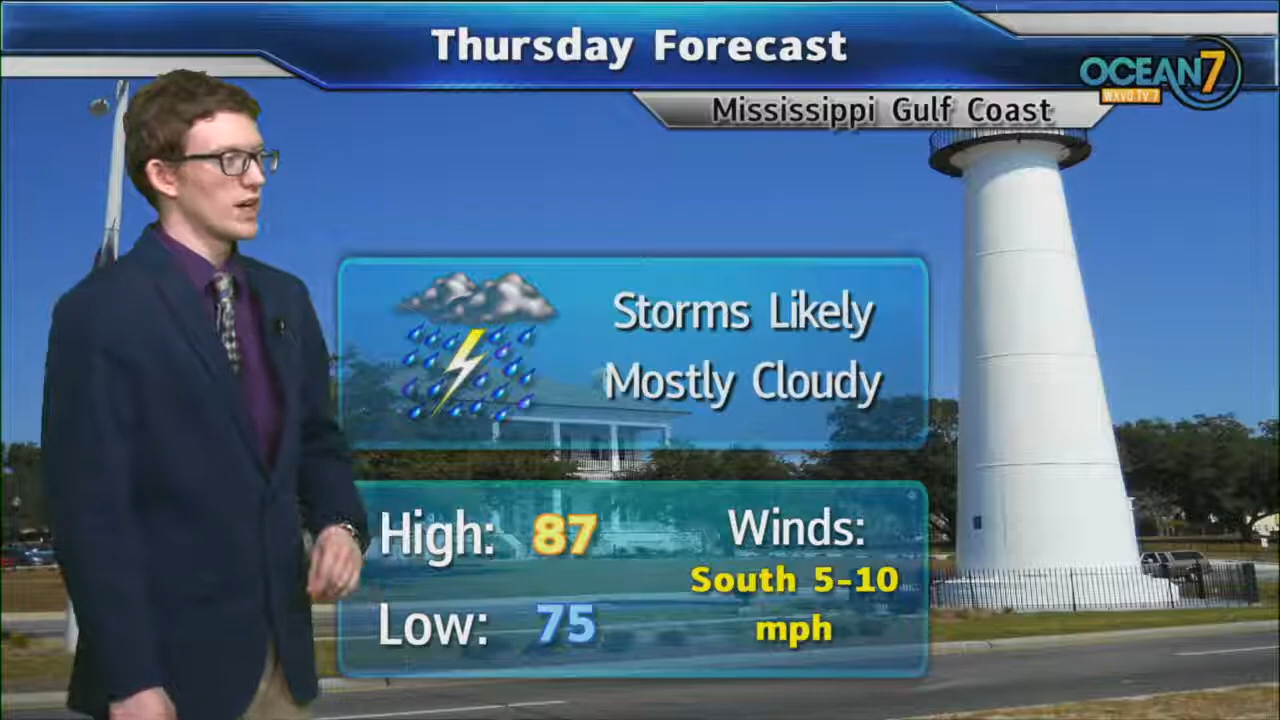 Thursday Forecast
OCEAN7
WXVO TV 7
Mississippi Gulf Coast
Storms Likely
Mostly Cloudy
High: 87
Low: 75
Winds:
South 5-10
mph